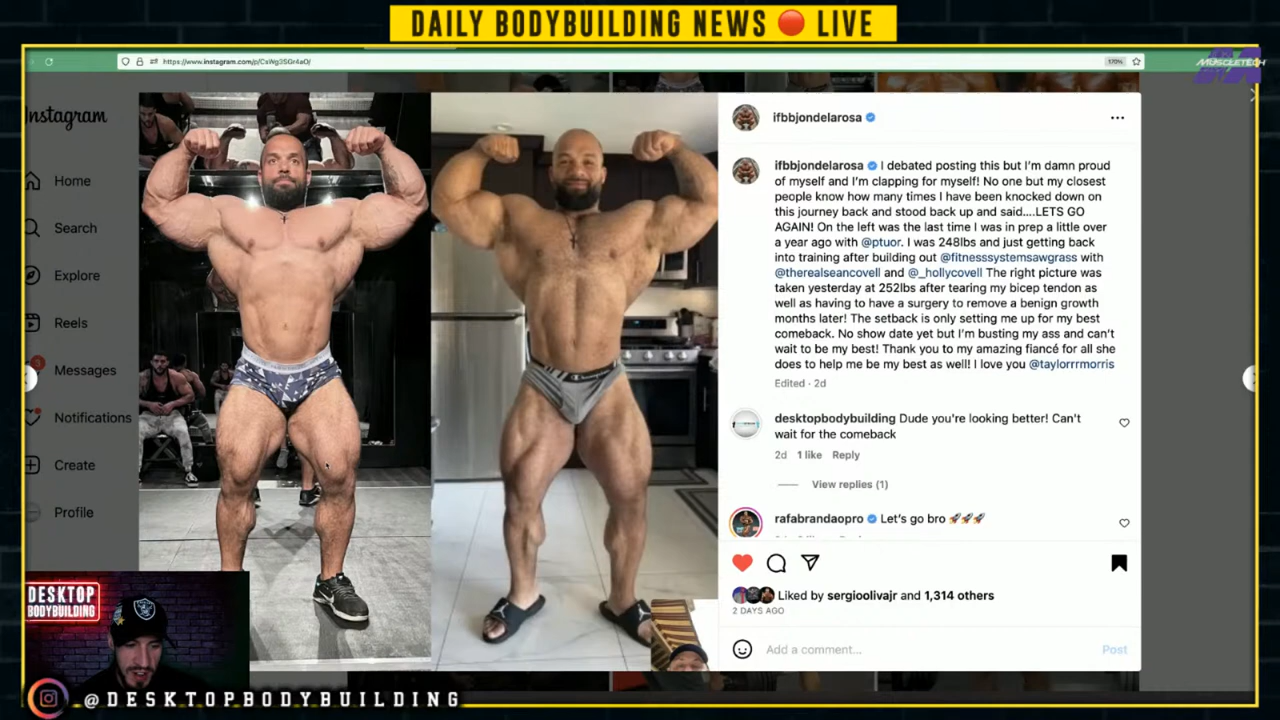 DAILY BODYBUILDING NEWS 🔴 LIVE
https://www.instagram.com/p/CsWg3SGr4aO/
170%
MUSCLETECH
Instagram
Home
Search
Explore
Reels
Messages
Notifications
Create
Profile
ifbbjondelarosa
ifbbjondelarosa I debated posting this but I'm damn proud
of myself and I'm clapping for myself! No one but my closest
people know how many times I have been knocked down on
this journey back and stood back up and said....LETS GO
AGAIN! On the left was the last time I was in prep a little over
a year ago with @ptuor. I was 248lbs and just getting back
into training after building out @fitnesssystemsawgrass with
@therealseancovell and @_hollycovell The right picture was
taken yesterday at 252lbs after tearing my bicep tendon as
well as having to have a surgery to remove a benign growth
months later! The setback is only setting me up for my best
comeback. No show date yet but I'm busting my ass and can't
wait to be my best! Thank you to my amazing fiancé for all she
does to help me be my best as well! I love you @taylorrrmorris
Edited · 2d
desktopbodybuilding Dude you're looking better! Can't
wait for the comeback
2d 1 like Reply
View replies (1)
rafabrandaopro Let's go bro 🚀🚀🚀
Liked by sergioolivajr and 1,314 others
2 DAYS AGO
Add a comment...
Post
DESKTOP
BODYBUILDING
@DESKTOPBODYBUILDING